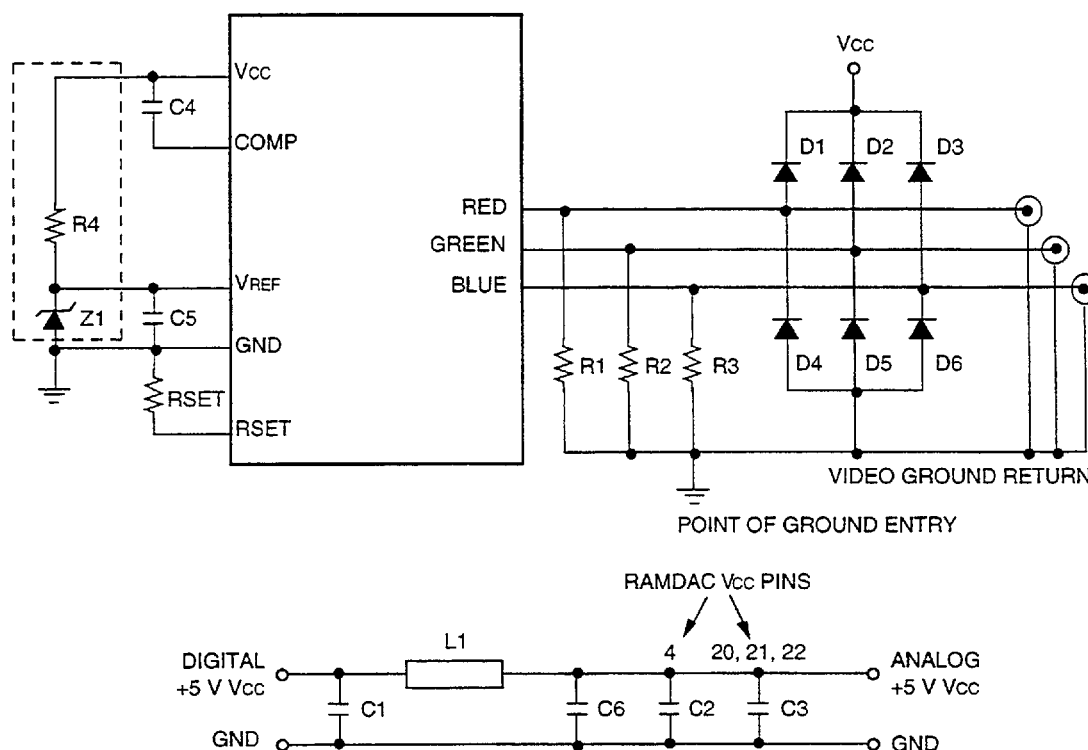 Vcc
Vcc
C4
COMP
D1
D2
D3
RED
R4
GREEN
VREF
BLUE
Z1
C5
GND
R1
R2
R3
D4
D5
D6
RSET
RSET
VIDEO GROUND RETURN
POINT OF GROUND ENTRY
RAMDAC Vcc PINS
L1
4
20, 21, 22
DIGITAL
+5 V Vcc
ANALOG
+5 V Vcc
C1
C6
C2
C3
GND
GND